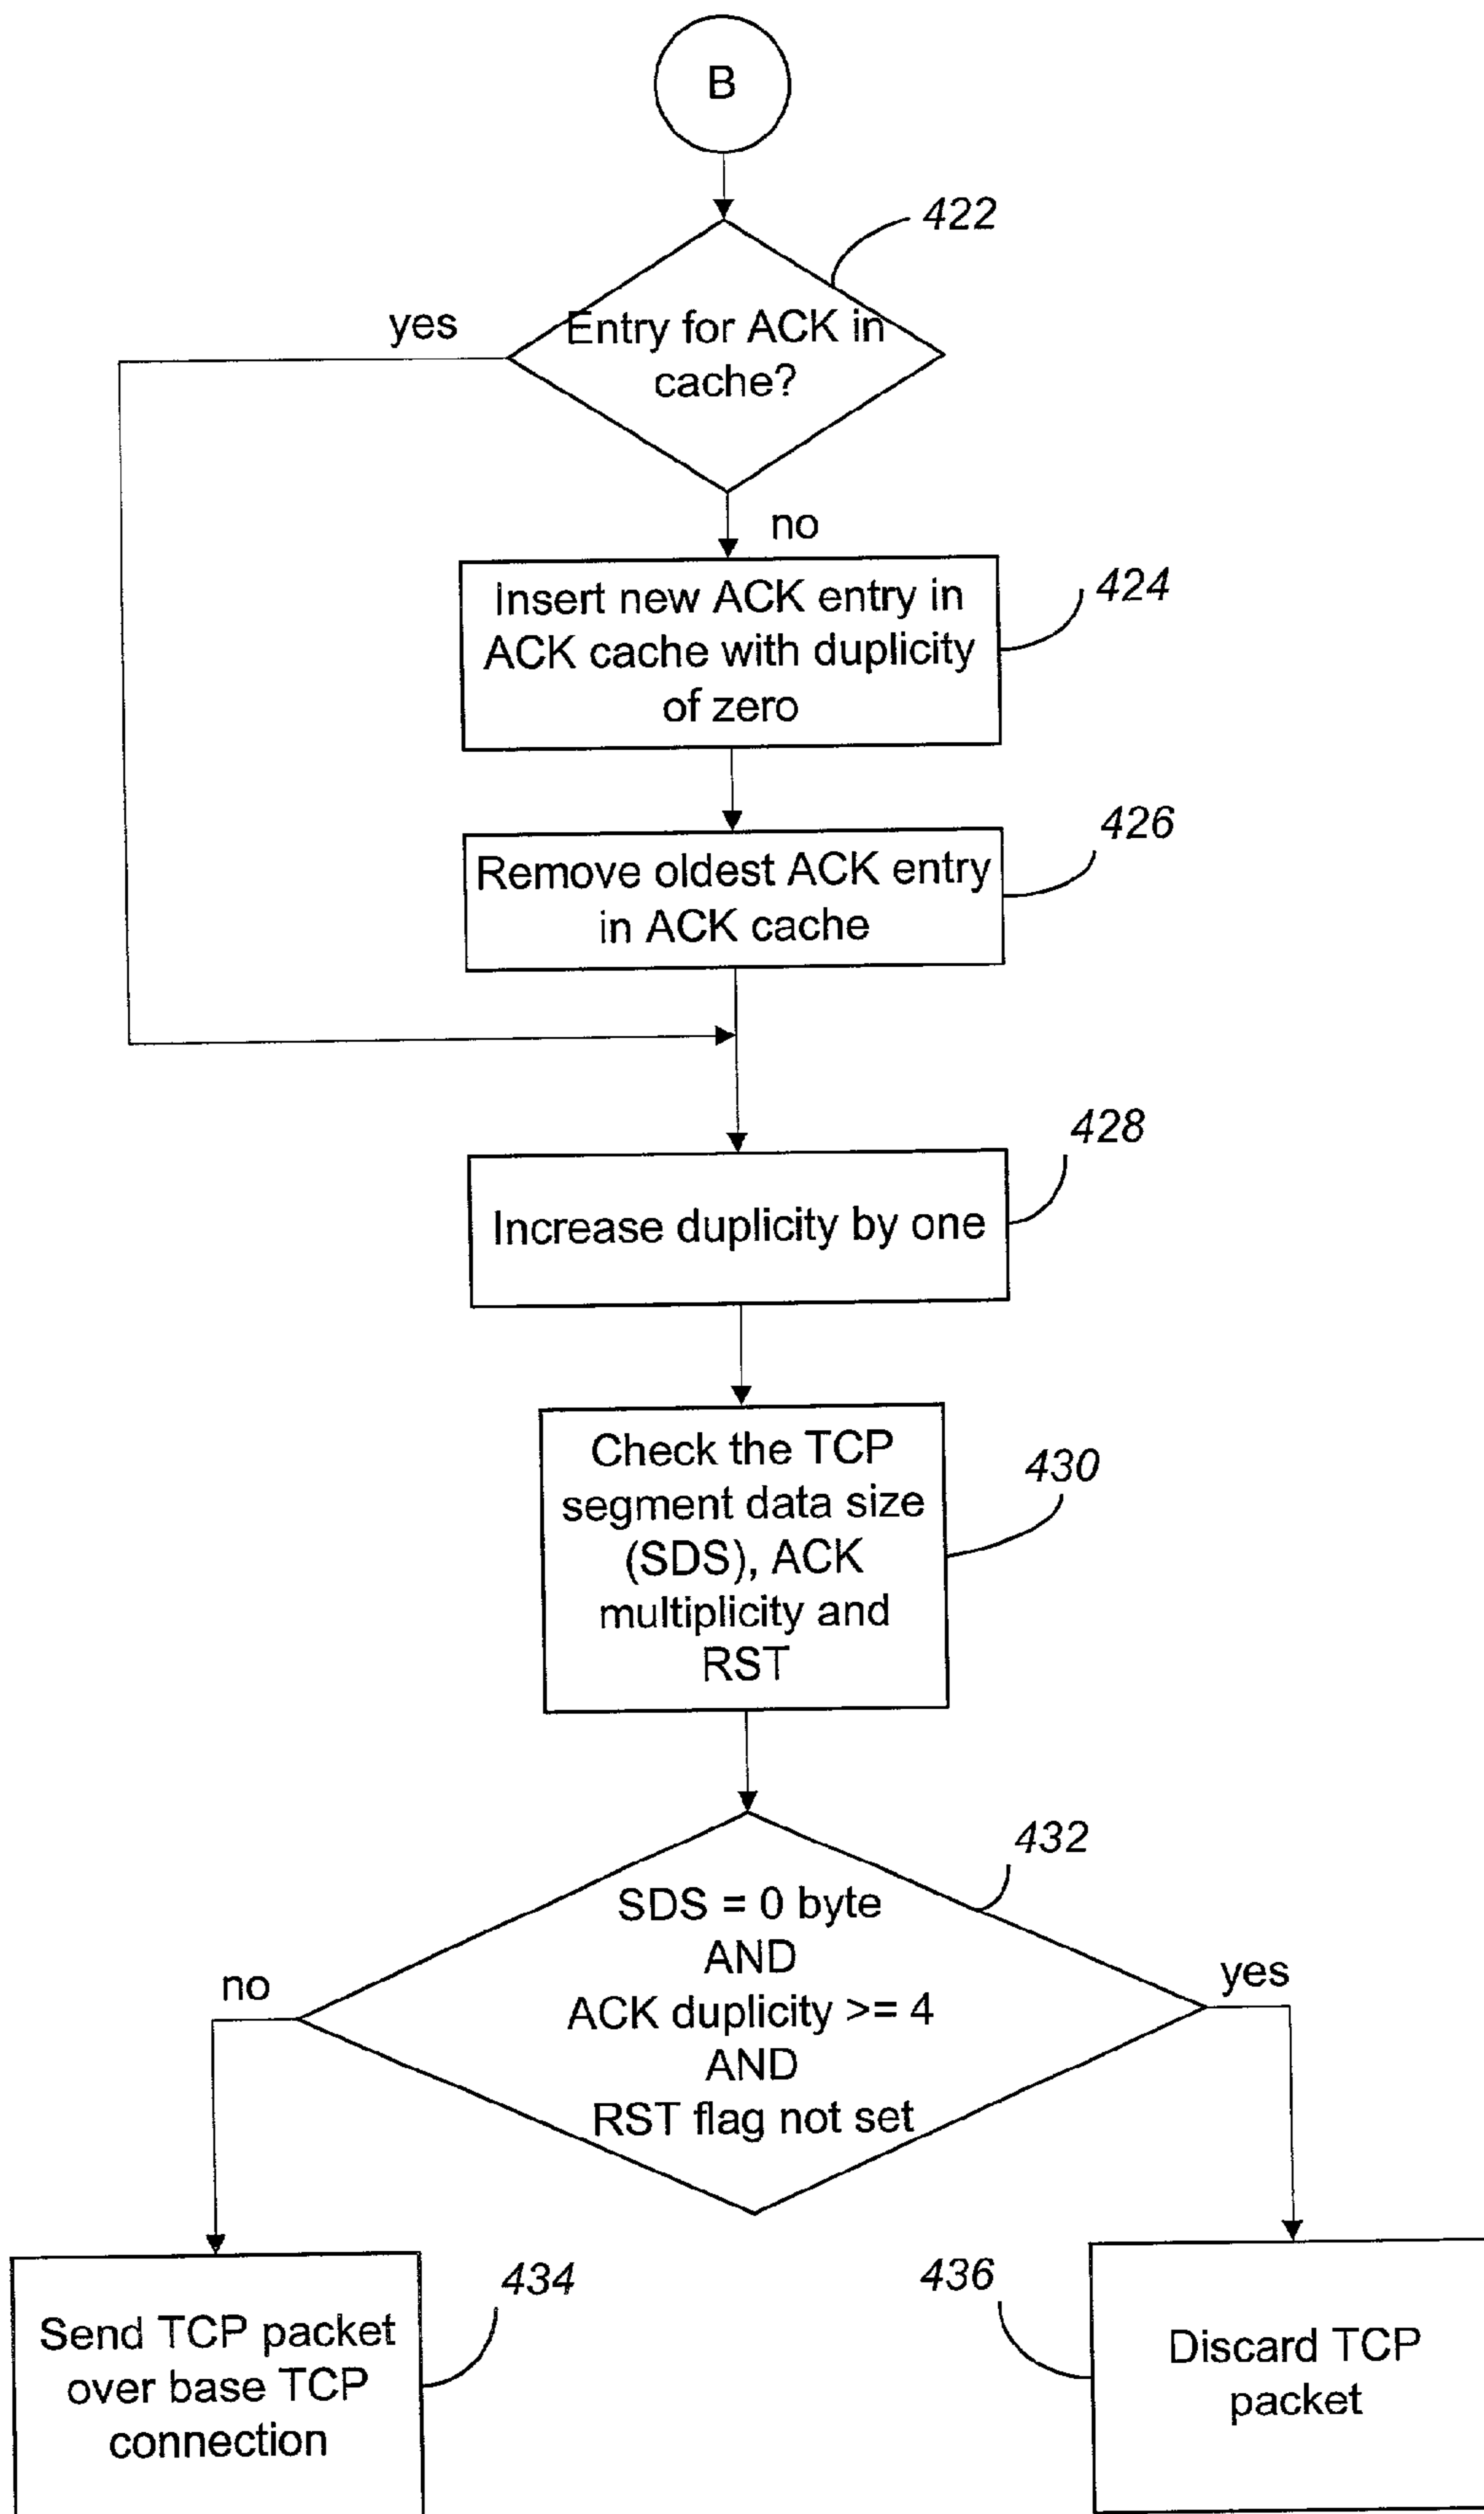 B
422
yes
Entry for ACK in
cache?
no
Insert new ACK entry in
ACK cache with duplicity
of zero
424
426
Remove oldest ACK entry
in ACK cache
428
Increase duplicity by one
Check the TCP
segment data size
(SDS), ACK
multiplicity and
RST
430
432
SDS = 0 byte
AND
ACK duplicity >= 4
AND
RST flag not set
no
yes
434
436
Send TCP packet
over base TCP
connection
Discard TCP
packet